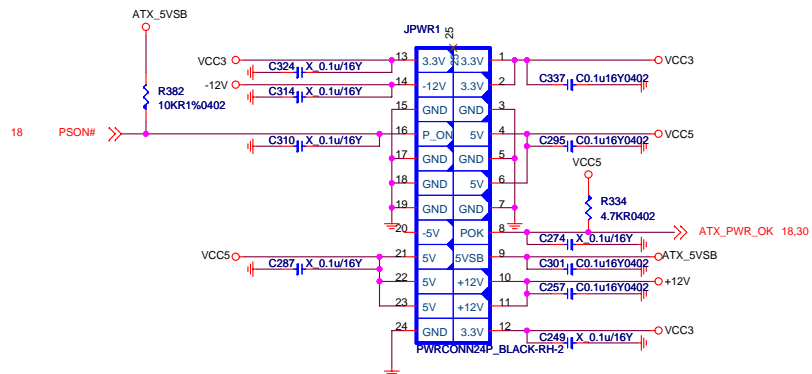 ATX_5VSB
JPWR1
25
25
VCC3
13
3.3V
3.3V
1
VCC3
C324
X_0.1u/16Y
C337
C0.1u16Y0402
-12V
14
-12V
3.3V
2
R382
10KR1%0402
C314
X_0.1u/16Y
15
GND
GND
3
18
PSON#
16
P_ON
5V
4
VCC5
C310
X_0.1u/16Y
C295
C0.1u16Y0402
17
GND
GND
5
VCC5
18
GND
5V
6
R334
4.7KR0402
19
GND
GND
7
20
-5V
POK
8
ATX_PWR_OK
18,30
C274
X_0.1u/16Y
VCC5
21
5V
5VSB
9
ATX_5VSB
C287
X_0.1u/16Y
C301
C0.1u16Y0402
22
5V
+12V
10
+12V
C257
C0.1u16Y0402
23
5V
+12V
11
24
GND
3.3V
12
VCC3
C249
X_0.1u/16Y
PWRCONN24P_BLACK-RH-2